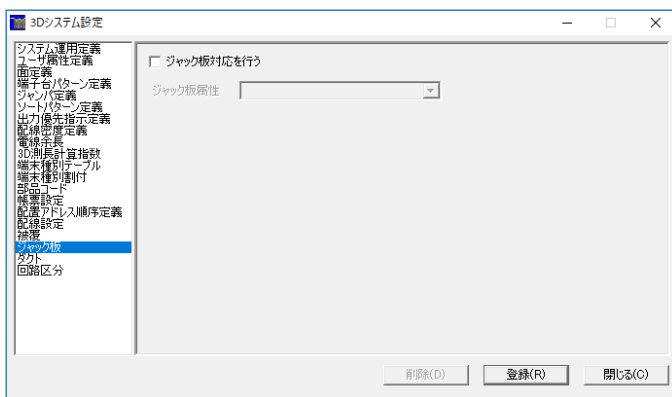 3Dシステム設定
システム運用定義
ユーザ属性定義
面定義
端子台パターン定義
ジャンパ定義
ソートパターン定義
出力優先指示定義
配線密度定義
電線余長
3D測長計算指数
端末種別テーブル
端末種別割付
部品コード
帳票設定
配置アドレス順序定義
配線設定
被覆
ジャック板
ダクト
回路区分
ジャック板対応を行う
ジャック板属性
削除(D)
登録(R)
閉じる(C)